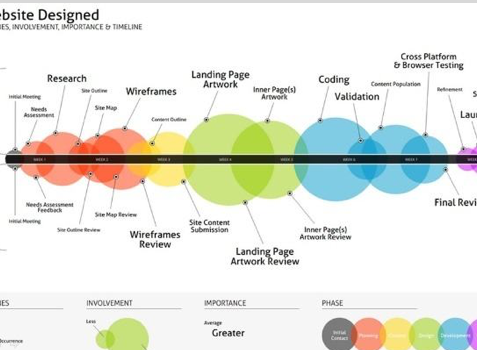 ebsite Designed
IES, INVOLVEMENT, IMPORTANCE & TIMELINE
Cross Platform
& Browser Testing
Landing Page
Artwork
Research
Coding
Content Population
Site Outline
Wireframes
Inner Page(s)
Artwork
Refinement
Initial Meeting
Validation
Needs
Assessment
Site Map
Content Outline
Lau
WEEK 1
WEEK 2
WEEK 3
WEEK 4
WEEK 5
WEEK 6
WEEK 7
Needs Assessment
Feedback
Final Revi
Initial Meeting
Site Map Review
Site Outline Review
Site Content
Submission
Wireframes
Review
Inner Page(s)
Artwork Review
Landing Page
Artwork Review
IES
INVOLVEMENT
IMPORTANCE
PHASE
Less
Average
Greater
Occurrence
Initial
Contact
Planning
Content
Design
Development